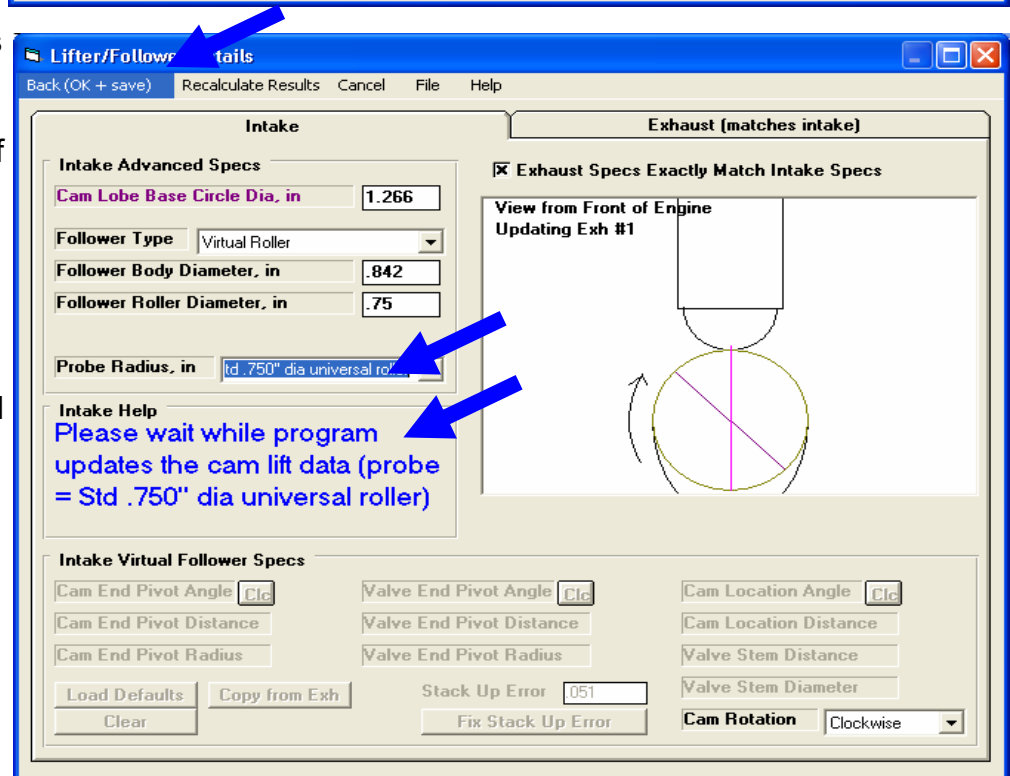 Lifter/Follower Details
Back (OK + save) Recalculate Results Cancel File Help
Intake
Exhaust (matches intake)
Intake Advanced Specs
Exhaust Specs Exactly Match Intake Specs
Cam Lobe Base Circle Dia, in 1.266
Follower Type Virtual Roller
Follower Body Diameter, in .842
Follower Roller Diameter, in .75
Probe Radius, in td .750" dia universal
View from Front of Engine
Updating Exh #1
Intake Help
Please wait while program
updates the cam lift data (probe
= Std .750" dia universal roller)
Intake Virtual Follower Specs
Cam End Pivot Angle Clc Valve End Pivot Angle Clc Cam Location Angle Clc
Cam End Pivot Distance Valve End Pivot Distance Cam Location Distance
Cam End Pivot Radius Valve End Pivot Radius Valve Stem Distance
Load Defaults Copy from Exh Stack Up Error .051 Valve Stem Diameter
Clear Fix Stack Up Error Cam Rotation Clockwise